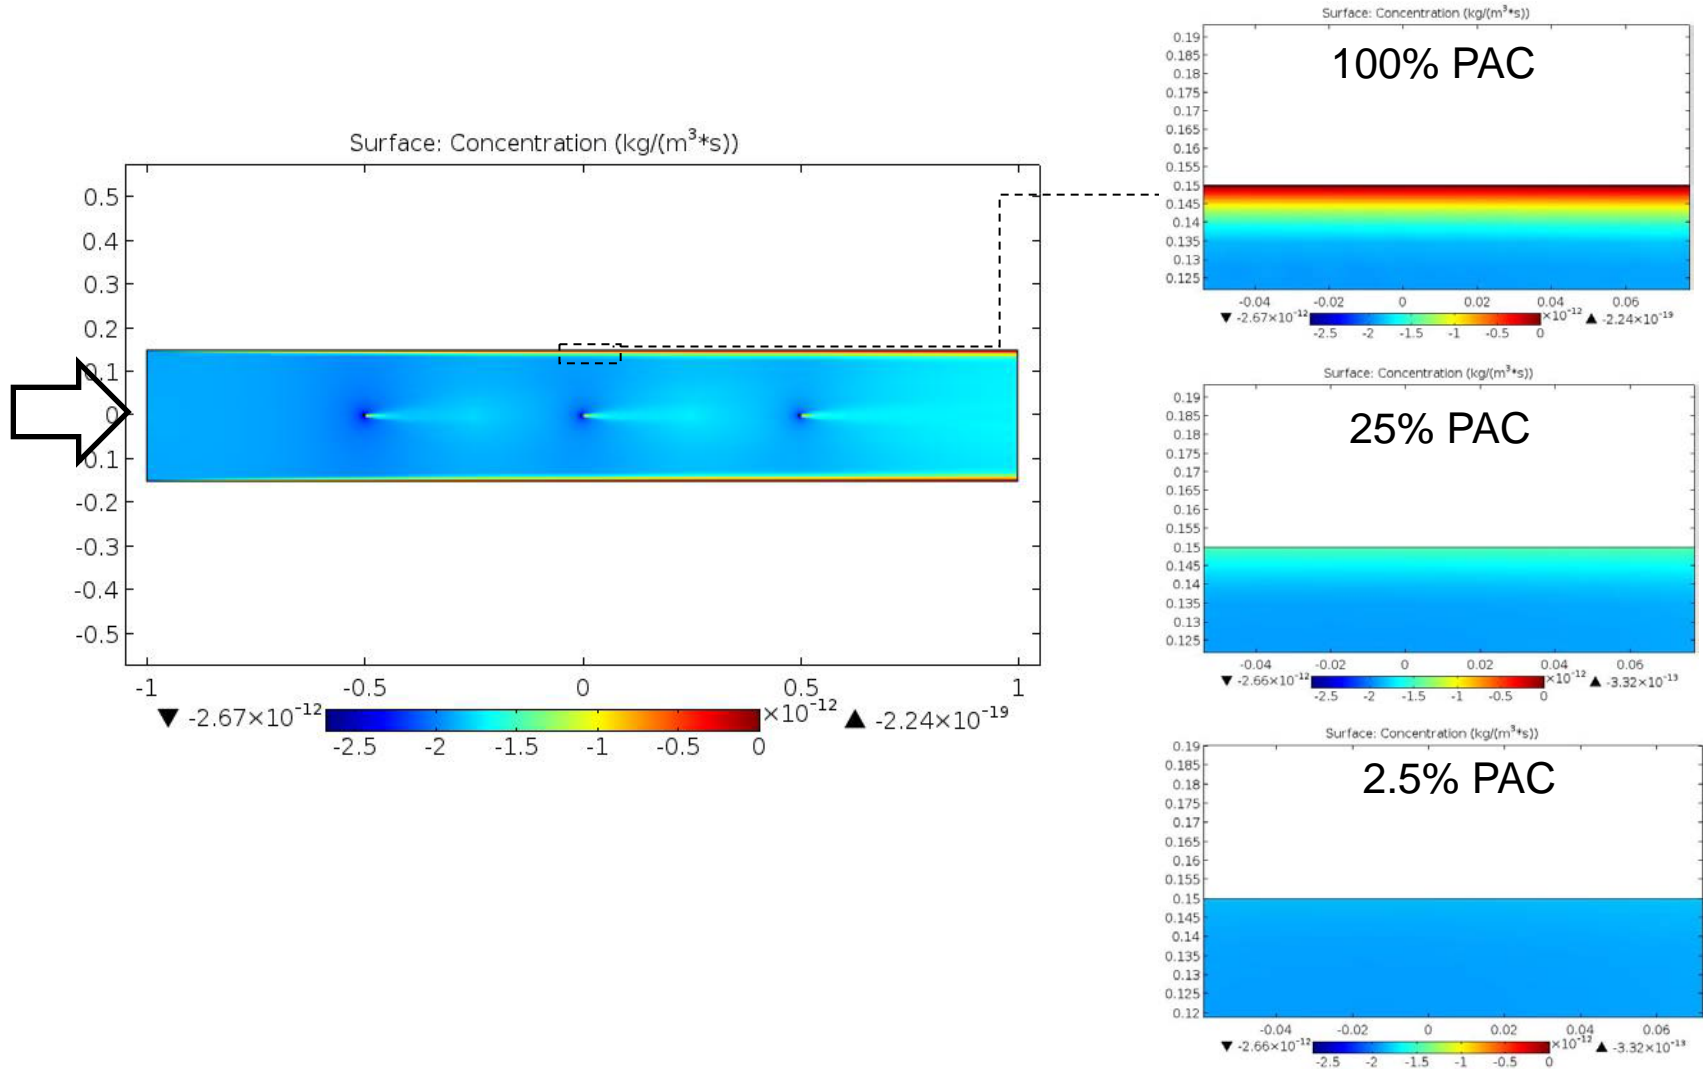 Surface: Concentration (kg/(m³*s))
0.5
0.4
0.3
0.2
0.1
0
0.1
-0.2
-0.3
-0.4
-0.5
-1 -0.5 0 0.5 1
▼ -2.67×10⁻¹² ×10⁻¹² ▲ -2.24×10⁻¹⁹
-2.5 -2 -1.5 -1 -0.5 0
Surface: Concentration (kg/(m³*s))
100% PAC
0.19
0.185
0.18
0.175
0.17
0.165
0.16
0.155
0.15
0.145
0.14
0.135
0.13
0.125
-0.04 -0.02 0 0.02 0.04 0.06
▼ -2.67×10⁻¹² ×10⁻¹² ▲ -2.24×10⁻¹⁹
-2.5 -2 -1.5 -1 -0.5 0
Surface: Concentration (kg/(m³*s))
25% PAC
0.19
0.185
0.18
0.175
0.17
0.165
0.16
0.155
0.15
0.145
0.14
0.135
0.13
0.125
-0.04 -0.02 0 0.02 0.04 0.06
▼ -2.66×10⁻¹² ×10⁻¹² ▲ -3.32×10⁻¹³
-2.5 -2 -1.5 -1 -0.5 0
Surface: Concentration (kg/(m³*s))
2.5% PAC
0.19
0.185
0.18
0.175
0.17
0.165
0.16
0.155
0.15
0.145
0.14
0.135
0.13
0.125
0.12
-0.04 -0.02 0 0.02 0.04 0.06
▼ -2.66×10⁻¹² ×10⁻¹² ▲ -3.32×10⁻¹³
-2.5 -2 -1.5 -1 -0.5 0